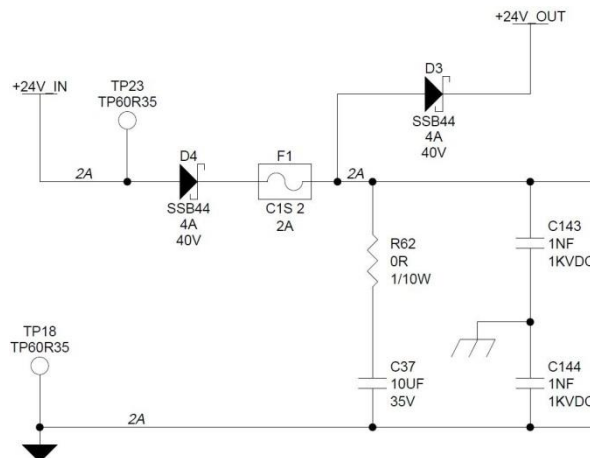 +24V_OUT
D3
SSB44
4A
40V
+24V_IN
TP23
TP60R35
2A
D4
SSB44
4A
40V
F1
C1S 2
2A
2A
R62
0R
1/10W
C143
1NF
1KVDC
TP18
TP60R35
C37
10UF
35V
C144
1NF
1KVDC
2A